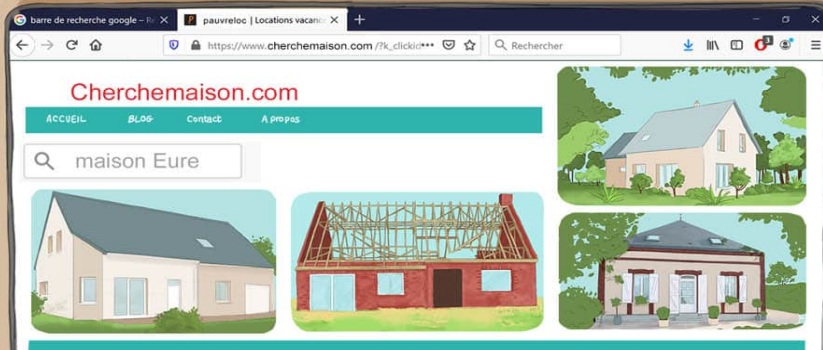 barre de recherche google – Re
pauvreloc | Locations vacanc
https://www.cherchemaison.com /?k_clickid•••
Rechercher
3
Cherchemaison.com
ACCUEIL BLOG Contact A propos
maison Eure